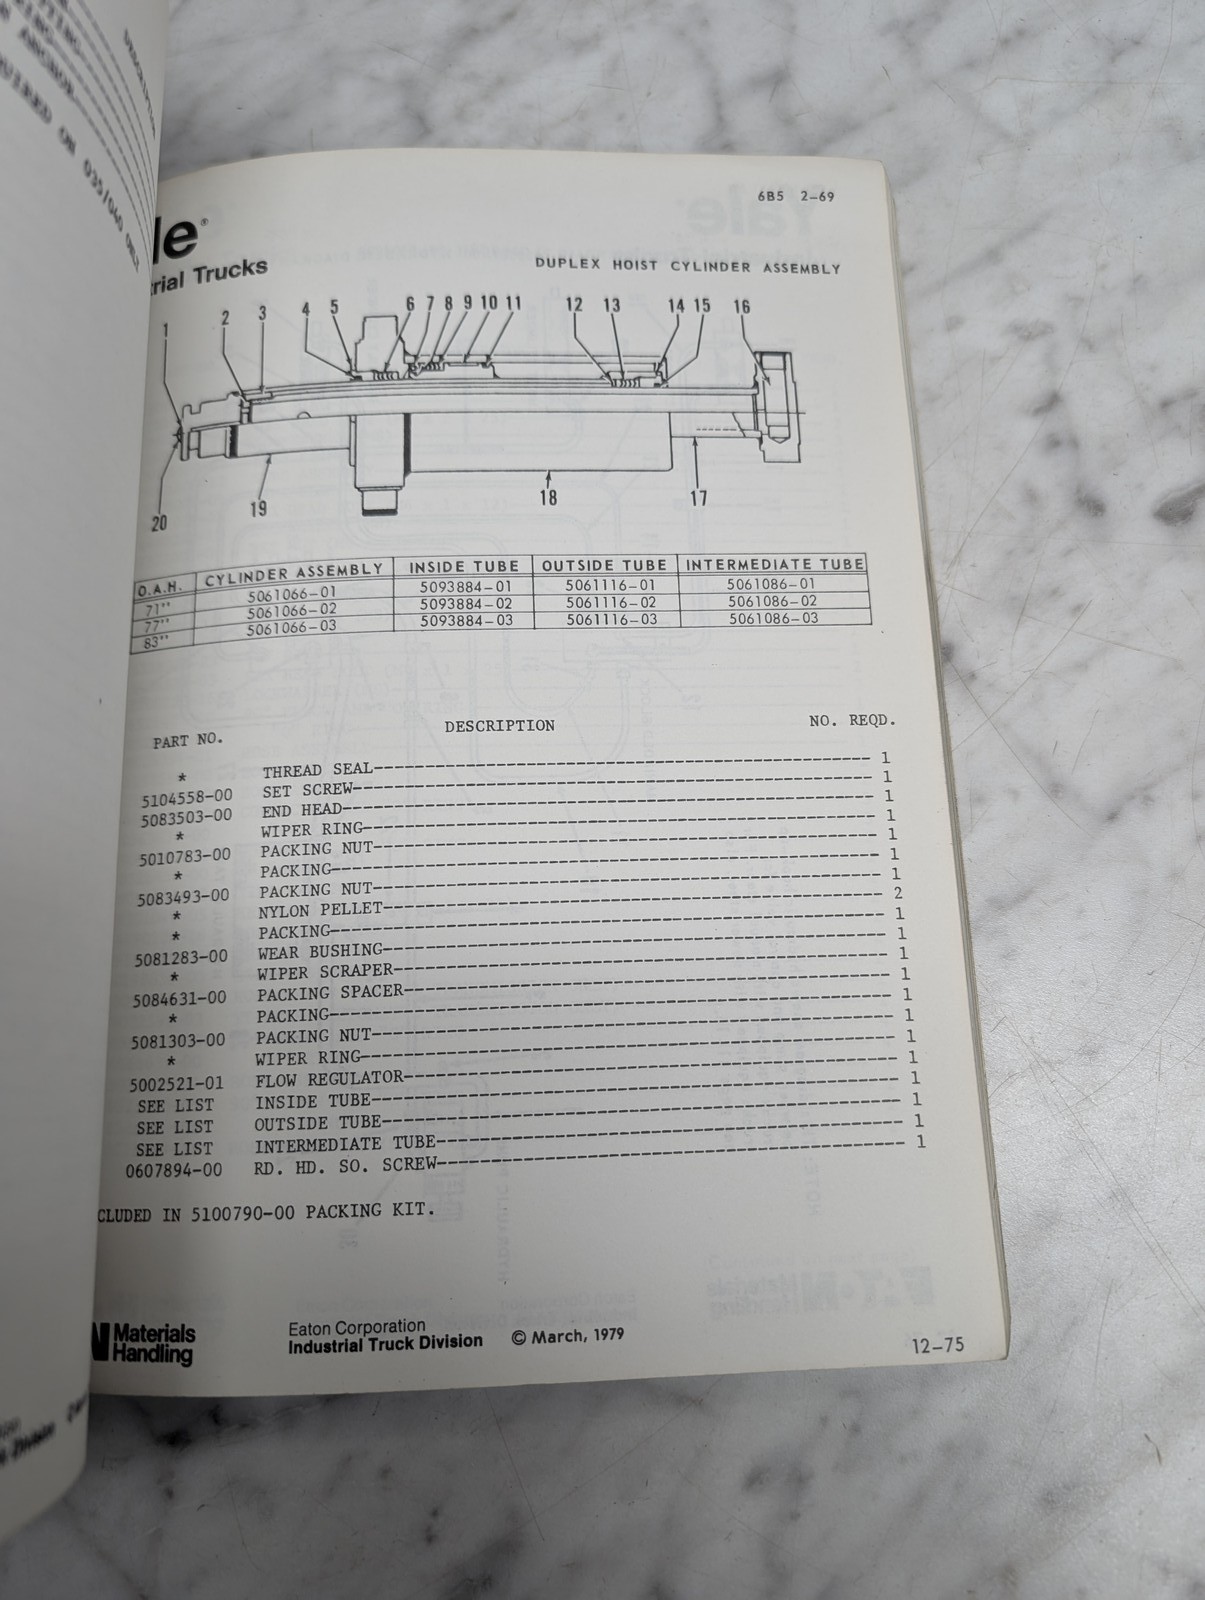 DESCRIPTION
ANCHOR
035/040 ONLY
6B5 2-69
le®
rial Trucks
DUPLEX HOIST CYLINDER ASSEMBLY
1 2 3 4 5 6 7 8 9 10 11 12 13 14 15 16
20 19 18 17
O.A.H. CYLINDER ASSEMBLY INSIDE TUBE OUTSIDE TUBE INTERMEDIATE TUBE
71" 5061066-01 5093884-01 5061116-01 5061086-01
77" 5061066-02 5093884-02 5061116-02 5061086-02
83" 5061066-03 5093884-03 5061116-03 5061086-03
PART NO. DESCRIPTION NO. REQD.
* THREAD SEAL 1
5104558-00 SET SCREW 1
5083503-00 END HEAD 1
* WIPER RING 1
5010783-00 PACKING NUT 1
* PACKING 1
5083493-00 PACKING NUT 1
* NYLON PELLET 2
* PACKING 1
5081283-00 WEAR BUSHING 1
* WIPER SCRAPER 1
5084631-00 PACKING SPACER 1
* PACKING 1
5081303-00 PACKING NUT 1
* WIPER RING 1
5002521-01 FLOW REGULATOR 1
SEE LIST INSIDE TUBE 1
SEE LIST OUTSIDE TUBE 1
SEE LIST INTERMEDIATE TUBE 1
0607894-00 RD. HD. SO. SCREW 1
CLUDED IN 5100790-00 PACKING KIT.
N Materials
Handling
Eaton Corporation
Industrial Truck Division © March, 1979
12-75